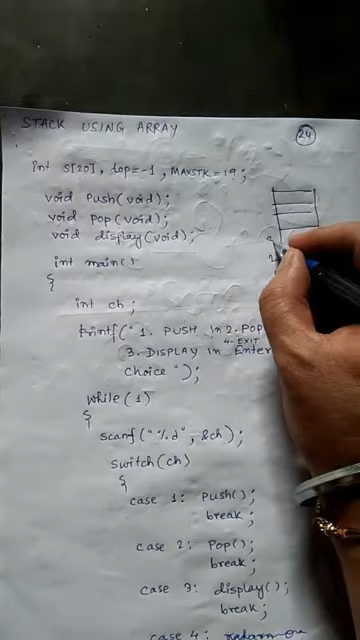 STACK USING ARRAY
24
int S[20], top=-1, MAXSTK=19;
void Push(void);
void Pop(void);
void display(void);
int main()
{
int ch;
printf("1. PUSH \n 2. POP
4. EXIT
3. DISPLAY \n Enter
choice");
while(1)
{
scanf("%d", &ch);
switch(ch)
{
case 1: Push();
break;
case 2: Pop();
break;
case 3: display();
break;
case 4: